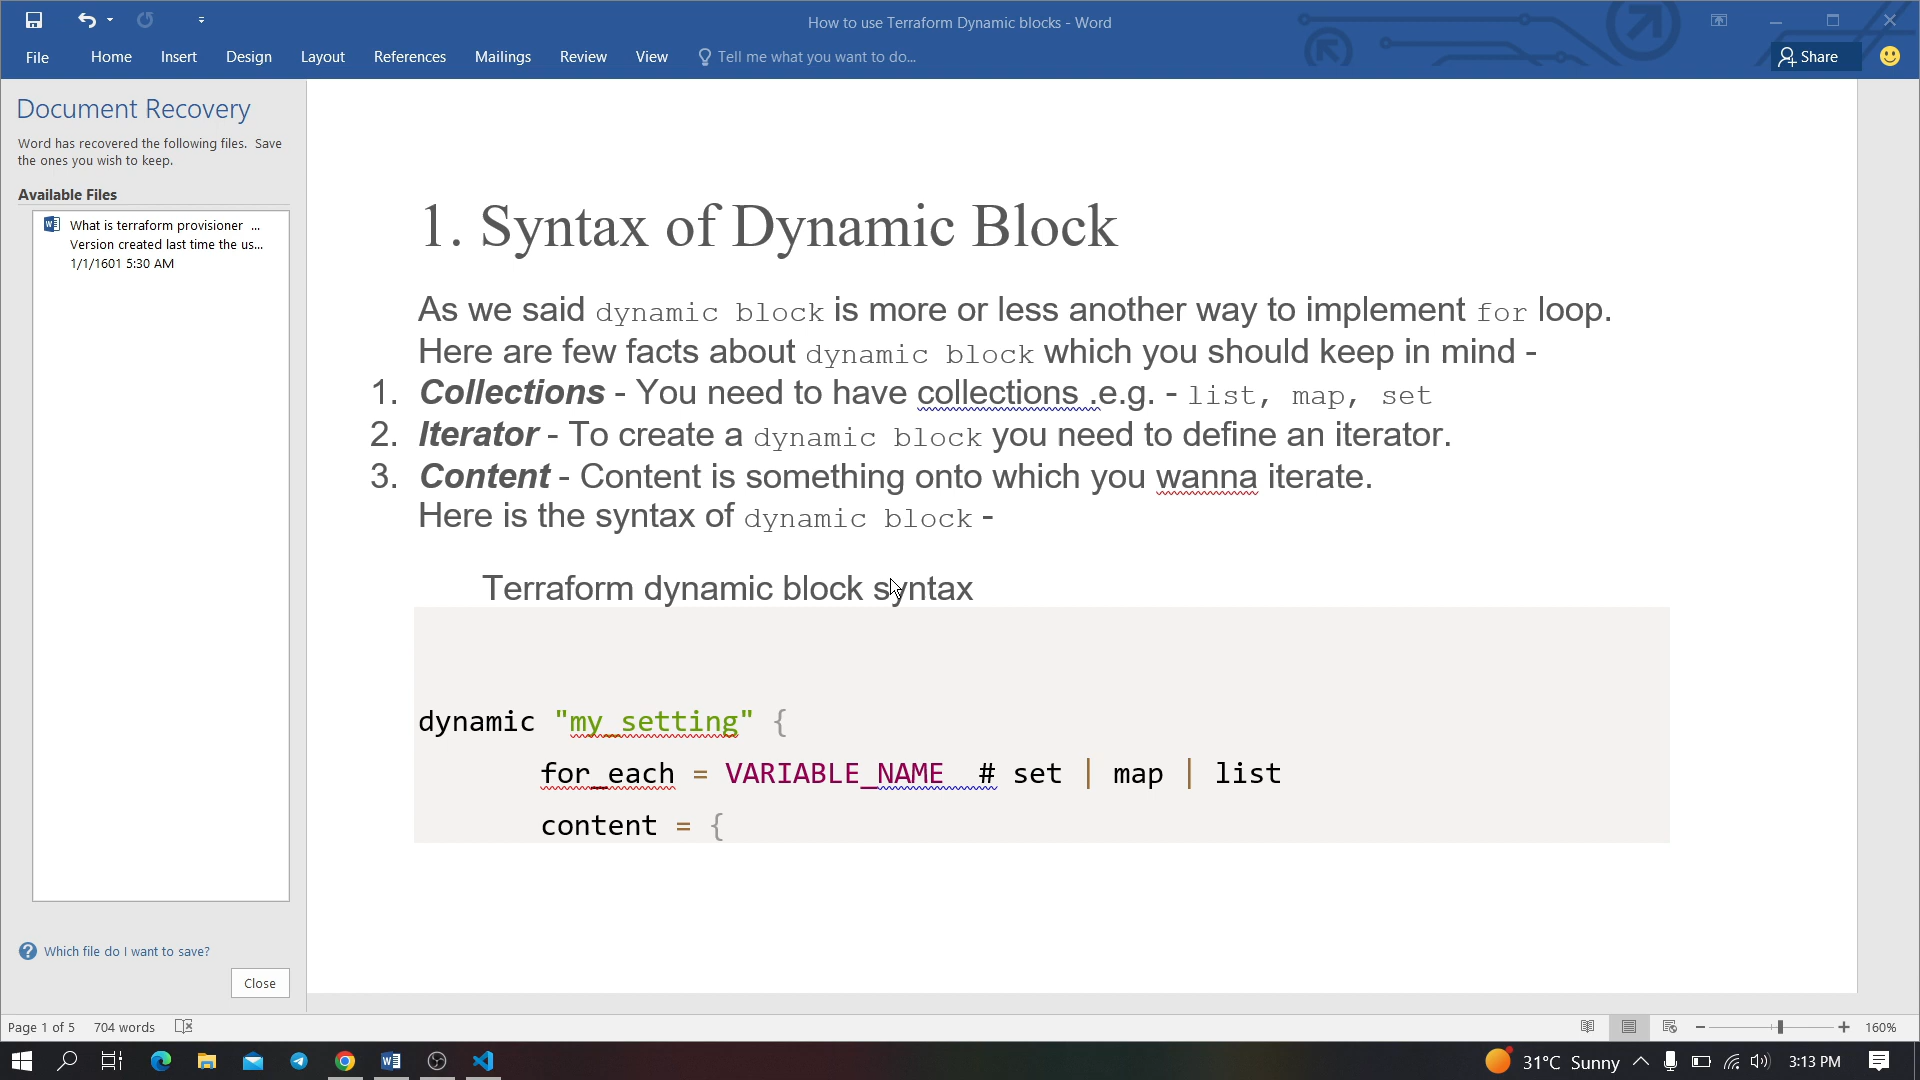 How to use Terraform Dynamic blocks - Word
File Home Insert Design Layout References Mailings Review View Tell me what you want to do... Share
Document Recovery
Word has recovered the following files. Save
the ones you wish to keep.
Available Files
What is terraform provisioner ...
Version created last time the us...
1/1/1601 5:30 AM
Which file do I want to save?
Close
1. Syntax of Dynamic Block
As we said dynamic block is more or less another way to implement for loop.
Here are few facts about dynamic block which you should keep in mind -
1. Collections - You need to have collections .e.g. - list, map, set
2. Iterator - To create a dynamic block you need to define an iterator.
3. Content - Content is something onto which you wanna iterate.
Here is the syntax of dynamic block -
Terraform dynamic block syntax
dynamic "my_setting" {
for_each = VARIABLE_NAME # set | map | list
content = {
Page 1 of 5 704 words 160%
31°C Sunny 3:13 PM